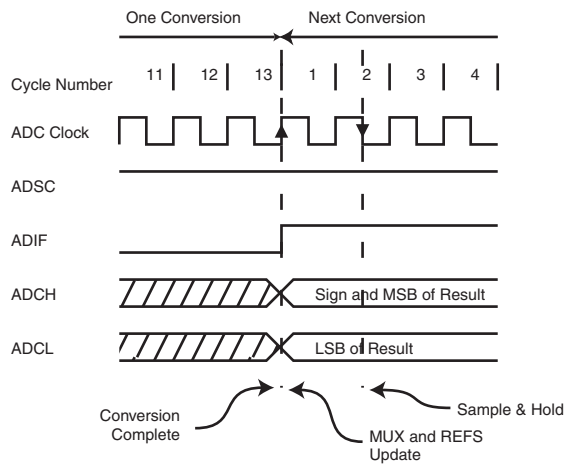 One Conversion Next Conversion
Cycle Number 11 12 13 1 2 3 4
ADC Clock
ADSC
ADIF
ADCH Sign and MSB of Result
ADCL LSB of Result
Conversion
Complete
MUX and REFS
Update
Sample & Hold